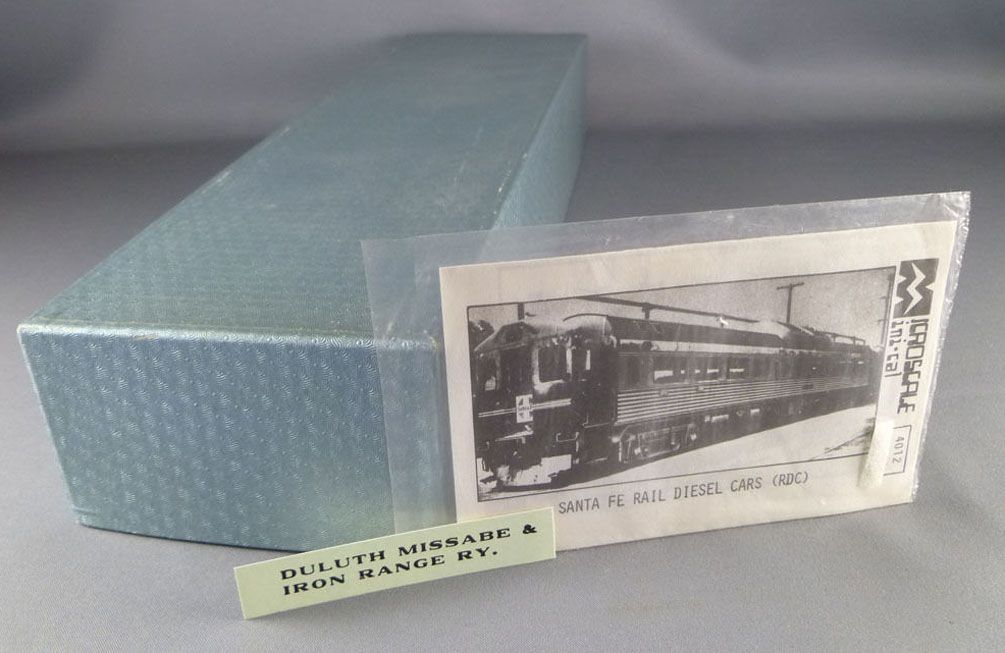 MICROSCALE
mini-cal
4012
SANTA FE RAIL DIESEL CARS (RDC)
DULUTH MISSABE &
IRON RANGE RY.